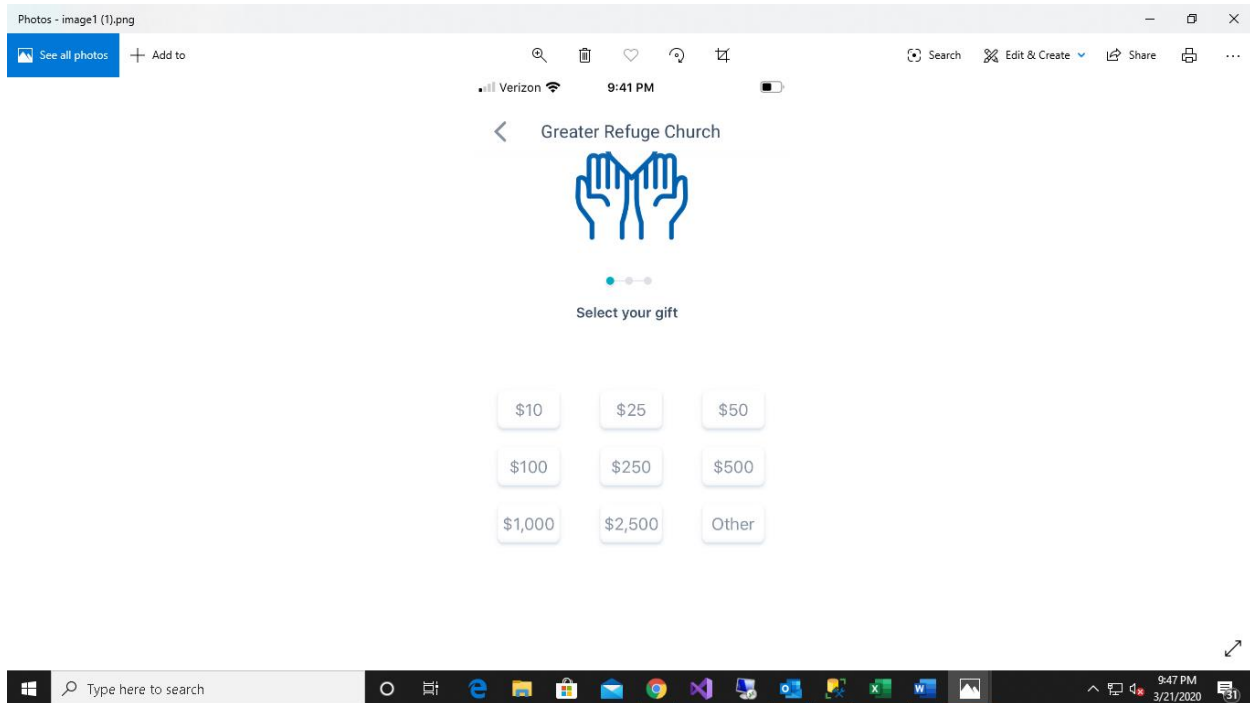 Photos - image1 (1).png
See all photos
Add to
Search
Edit & Create
Share
Verizon 9:41 PM
Greater Refuge Church
Select your gift
$10 $25 $50
$100 $250 $500
$1,000 $2,500 Other
Type here to search
9:47 PM
3/21/2020
31